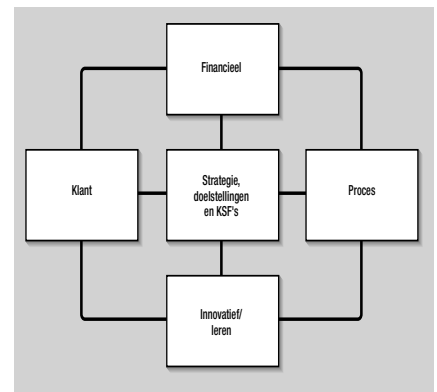 Financieel
Klant
Strategie,
doelstellingen
en KSF's
Proces
Innovatief/
leren